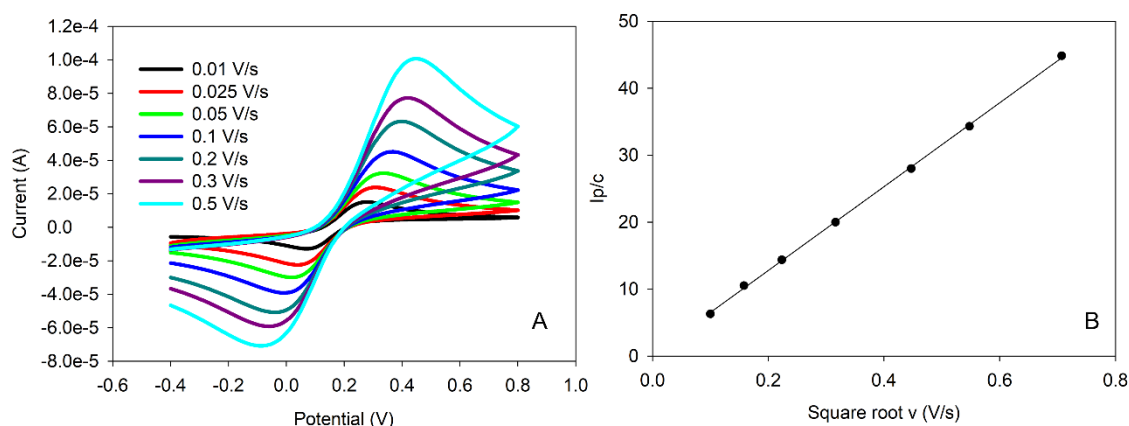 1.2e-4
1.0e-4
8.0e-5
6.0e-5
4.0e-5
2.0e-5
0.0
-2.0e-5
-4.0e-5
-6.0e-5
-8.0e-5
Current (A)
0.01 V/s
0.025 V/s
0.05 V/s
0.1 V/s
0.2 V/s
0.3 V/s
0.5 V/s
A
-0.6 -0.4 -0.2 0.0 0.2 0.4 0.6 0.8 1.0
Potential (V)
50
40
30
20
10
0
Ip/c
B
0.0 0.2 0.4 0.6 0.8
Square root v (V/s)